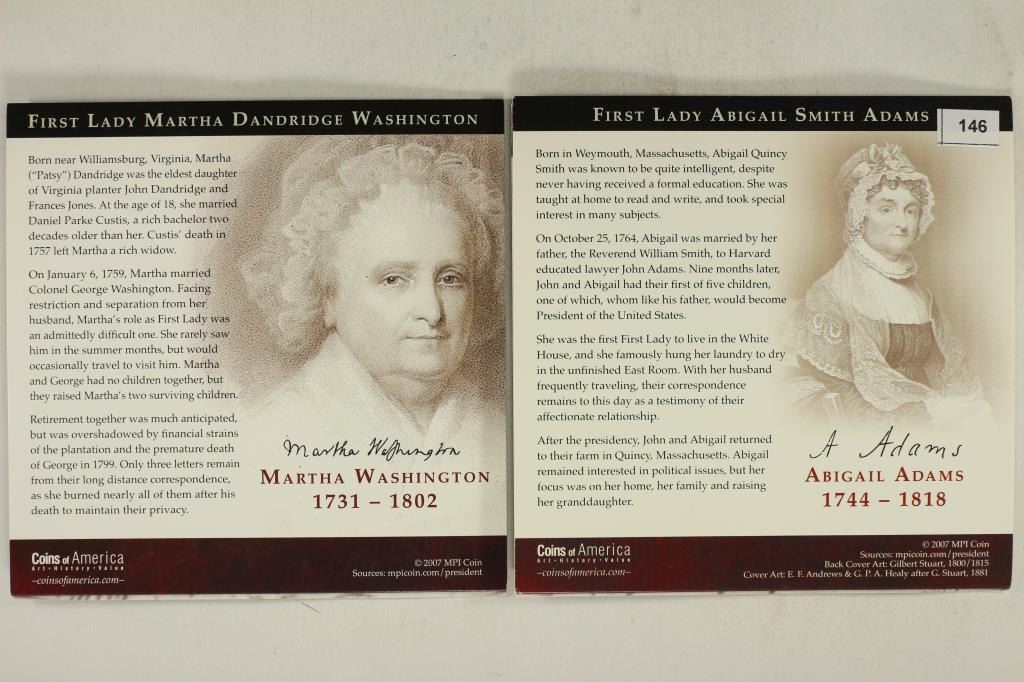 FIRST LADY MARTHA DANDRIDGE WASHINGTON
Born near Williamsburg, Virginia, Martha
("Patsy") Dandridge was the eldest daughter
of Virginia planter John Dandridge and
Frances Jones. At the age of 18, she married
Daniel Parke Custis, a rich bachelor two
decades older than her. Custis' death in
1757 left Martha a rich widow.
On January 6, 1759, Martha married
Colonel George Washington. Facing
restriction and separation from her
husband, Martha's role as First Lady was
an admittedly difficult one. She rarely saw
him in the summer months, but would
occasionally travel to visit him. Martha
and George had no children together, but
they raised Martha's two surviving children.
Retirement together was much anticipated,
but was overshadowed by financial strains
of the plantation and the premature death
of George in 1799. Only three letters remain
from their long distance correspondence,
as she burned nearly all of them after his
death to maintain their privacy.
Martha Washington
MARTHA WASHINGTON
1731 – 1802
Coins of America
Art • History • Value
–coinsofamerica.com–
© 2007 MPI Coin
Sources: mpicoin.com/president
FIRST LADY ABIGAIL SMITH ADAMS
146
Born in Weymouth, Massachusetts, Abigail Quincy
Smith was known to be quite intelligent, despite
never having received a formal education. She was
taught at home to read and write, and took special
interest in many subjects.
On October 25, 1764, Abigail was married by her
father, the Reverend William Smith, to Harvard
educated lawyer John Adams. Nine months later,
John and Abigail had their first of five children,
one of which, whom like his father, would become
President of the United States.
She was the first First Lady to live in the White
House, and she famously hung her laundry to dry
in the unfinished East Room. With her husband
frequently traveling, their correspondence
remains to this day as a testimony of their
affectionate relationship.
After the presidency, John and Abigail returned
to their farm in Quincy, Massachusetts. Abigail
remained interested in political issues, but her
focus was on her home, her family and raising
her granddaughter.
A Adams
ABIGAIL ADAMS
1744 – 1818
Coins of America
Art • History • Value
–coinsofamerica.com–
© 2007 MPI Coin
Sources: mpicoin.com/president
Back Cover Art: Gilbert Stuart, 1800/1815
Cover Art: E. F. Andrews & G. P. A. Healy after G. Stuart, 1881